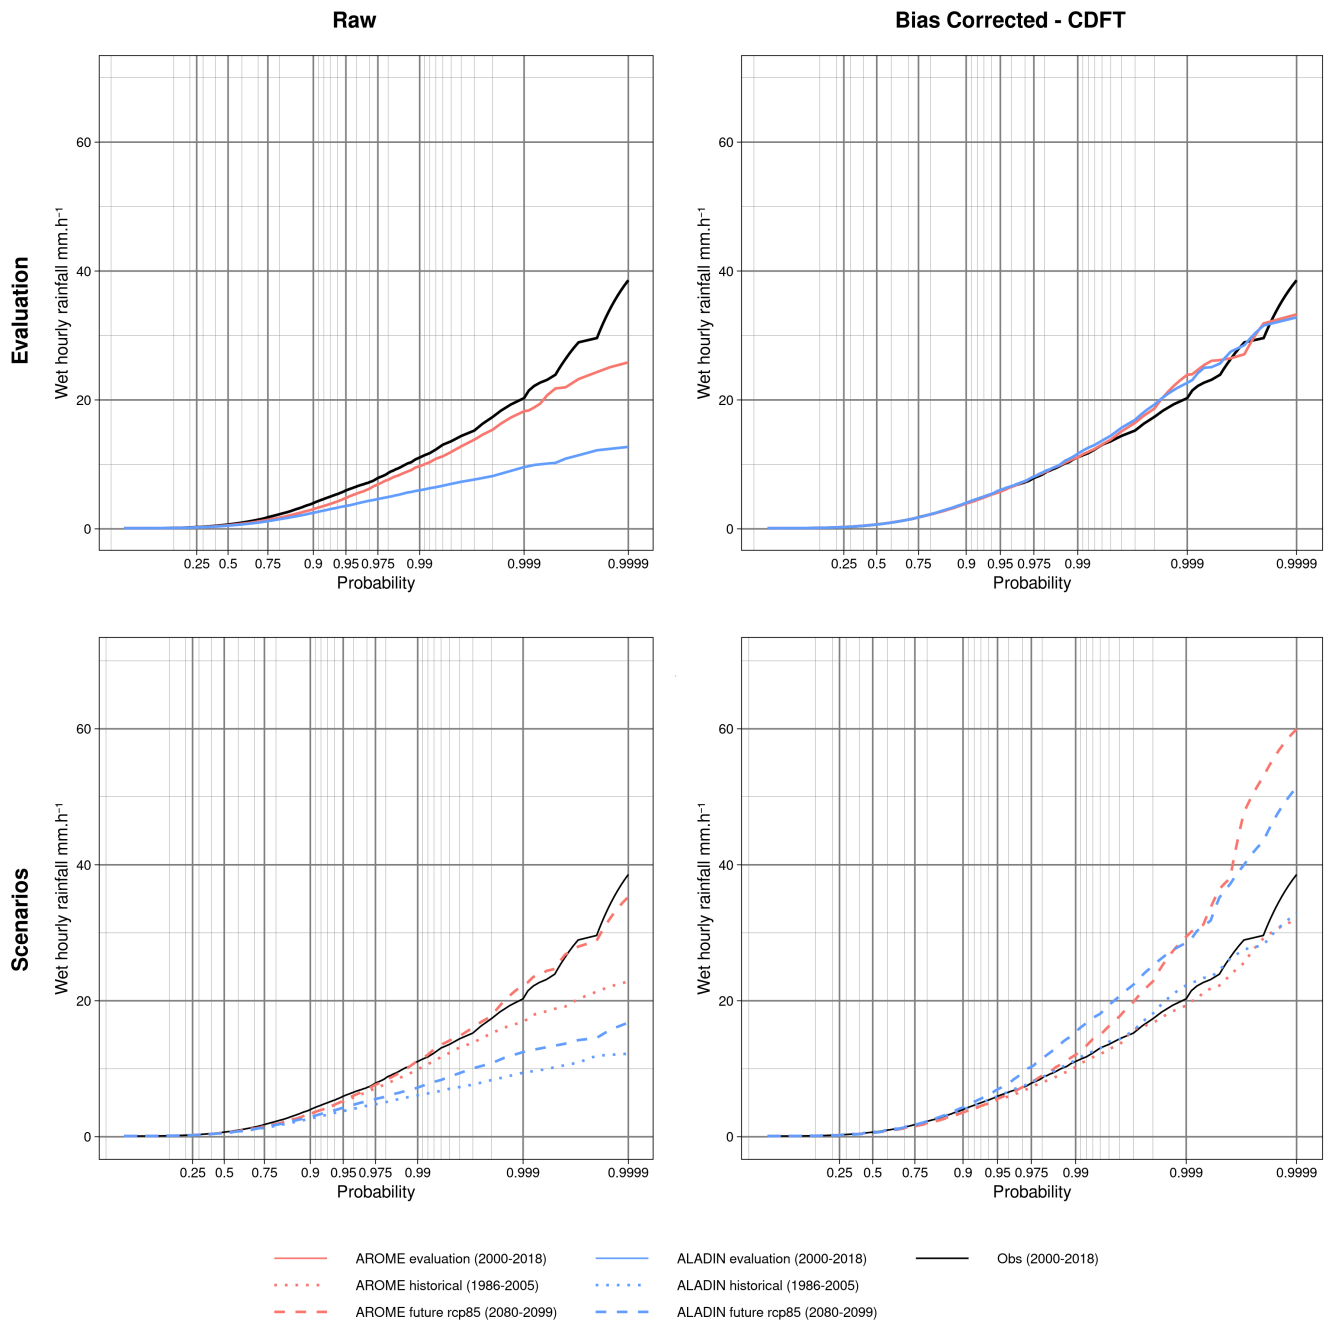 Raw
Bias Corrected - CDFT
Evaluation
Wet hourly rainfall mm.h⁻¹
60
40
20
0
0.25 0.5 0.75 0.9 0.95 0.975 0.99 0.999 0.9999
Probability
Wet hourly rainfall mm.h⁻¹
60
40
20
0
0.25 0.5 0.75 0.9 0.95 0.975 0.99 0.999 0.9999
Probability
Scenarios
Wet hourly rainfall mm.h⁻¹
60
40
20
0
0.25 0.5 0.75 0.9 0.95 0.975 0.99 0.999 0.9999
Probability
Wet hourly rainfall mm.h⁻¹
60
40
20
0
0.25 0.5 0.75 0.9 0.95 0.975 0.99 0.999 0.9999
Probability
AROME evaluation (2000-2018) ALADIN evaluation (2000-2018) Obs (2000-2018)
AROME historical (1986-2005) ALADIN historical (1986-2005)
AROME future rcp85 (2080-2099) ALADIN future rcp85 (2080-2099)